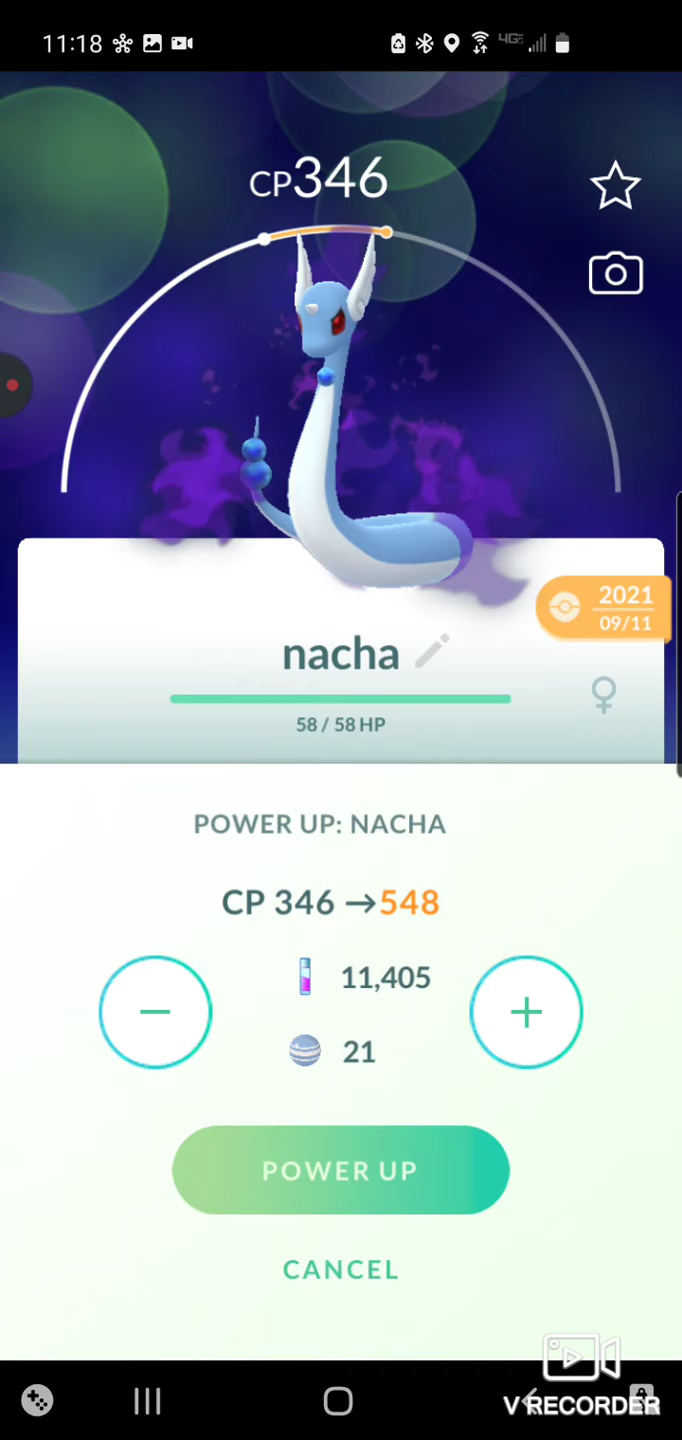 11:18
4GE
CP346
2021
09/11
nacha
58 / 58 HP
POWER UP: NACHA
CP 346 →548
11,405
21
POWER UP
CANCEL
V RECORDER